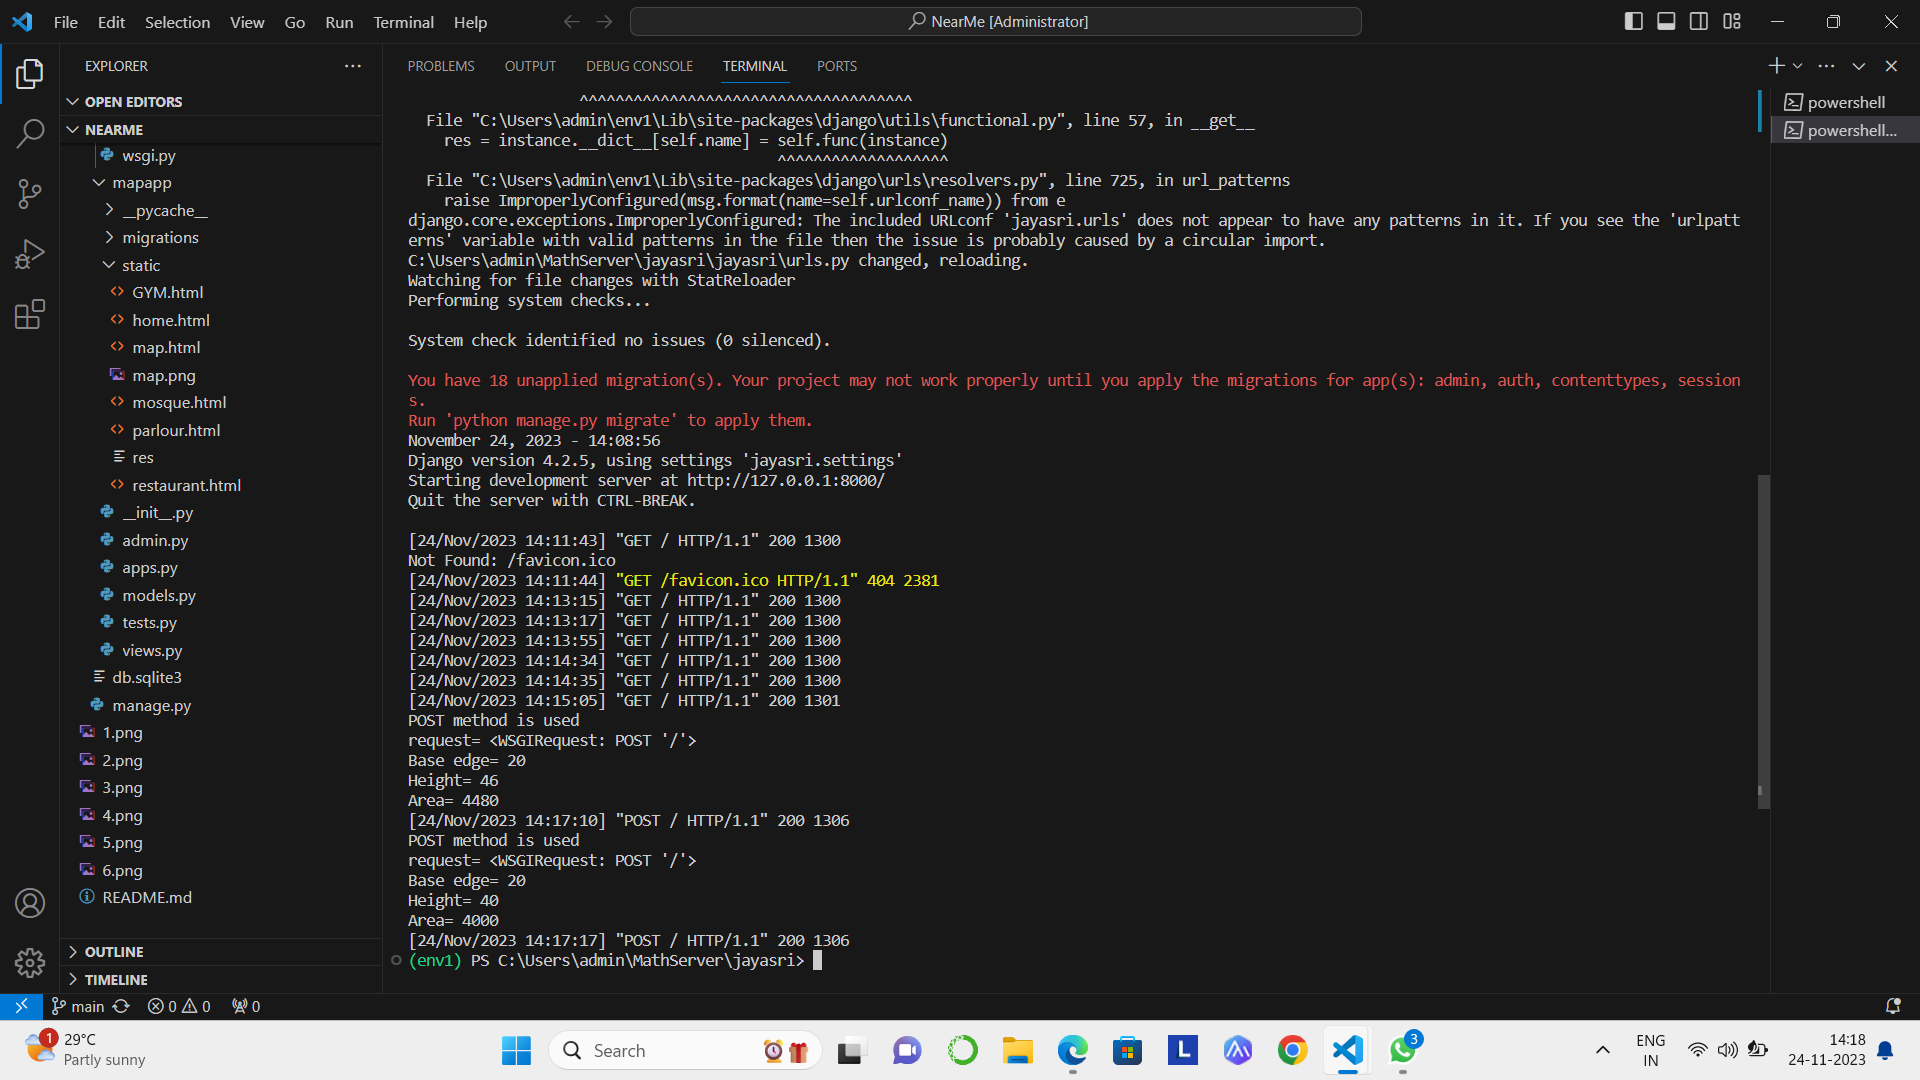 File Edit Selection View Go Run Terminal Help
NearMe [Administrator]
EXPLORER
OPEN EDITORS
NEARME
wsgi.py
mapapp
__pycache__
migrations
static
GYM.html
home.html
map.html
map.png
mosque.html
parlour.html
res
restaurant.html
__init__.py
admin.py
apps.py
models.py
tests.py
views.py
db.sqlite3
manage.py
1.png
2.png
3.png
4.png
5.png
6.png
README.md
OUTLINE
TIMELINE
PROBLEMS OUTPUT DEBUG CONSOLE TERMINAL PORTS
powershell
powershell...
^^^^^^^^^^^^^^^^^^^^^^^^^^^^^^^^^^^^^
File "C:\Users\admin\env1\Lib\site-packages\django\utils\functional.py", line 57, in __get__
res = instance.__dict__[self.name] = self.func(instance)
^^^^^^^^^^^^^^^^^^^
File "C:\Users\admin\env1\Lib\site-packages\django\urls\resolvers.py", line 725, in url_patterns
raise ImproperlyConfigured(msg.format(name=self.urlconf_name)) from e
django.core.exceptions.ImproperlyConfigured: The included URLconf 'jayasri.urls' does not appear to have any patterns in it. If you see the 'urlpatt
erns' variable with valid patterns in the file then the issue is probably caused by a circular import.
C:\Users\admin\MathServer\jayasri\jayasri\urls.py changed, reloading.
Watching for file changes with StatReloader
Performing system checks...
System check identified no issues (0 silenced).
You have 18 unapplied migration(s). Your project may not work properly until you apply the migrations for app(s): admin, auth, contenttypes, session
s.
Run 'python manage.py migrate' to apply them.
November 24, 2023 - 14:08:56
Django version 4.2.5, using settings 'jayasri.settings'
Starting development server at http://127.0.0.1:8000/
Quit the server with CTRL-BREAK.
[24/Nov/2023 14:11:43] "GET / HTTP/1.1" 200 1300
Not Found: /favicon.ico
[24/Nov/2023 14:11:44] "GET /favicon.ico HTTP/1.1" 404 2381
[24/Nov/2023 14:13:15] "GET / HTTP/1.1" 200 1300
[24/Nov/2023 14:13:17] "GET / HTTP/1.1" 200 1300
[24/Nov/2023 14:13:55] "GET / HTTP/1.1" 200 1300
[24/Nov/2023 14:14:34] "GET / HTTP/1.1" 200 1300
[24/Nov/2023 14:14:35] "GET / HTTP/1.1" 200 1300
[24/Nov/2023 14:15:05] "GET / HTTP/1.1" 200 1301
POST method is used
request= <WSGIRequest: POST '/'>
Base edge= 20
Height= 46
Area= 4480
[24/Nov/2023 14:17:10] "POST / HTTP/1.1" 200 1306
POST method is used
request= <WSGIRequest: POST '/'>
Base edge= 20
Height= 40
Area= 4000
[24/Nov/2023 14:17:17] "POST / HTTP/1.1" 200 1306
(env1) PS C:\Users\admin\MathServer\jayasri>
main 0 0 0
1
29°C
Partly sunny
Search
L
3
ENG
IN
14:18
24-11-2023